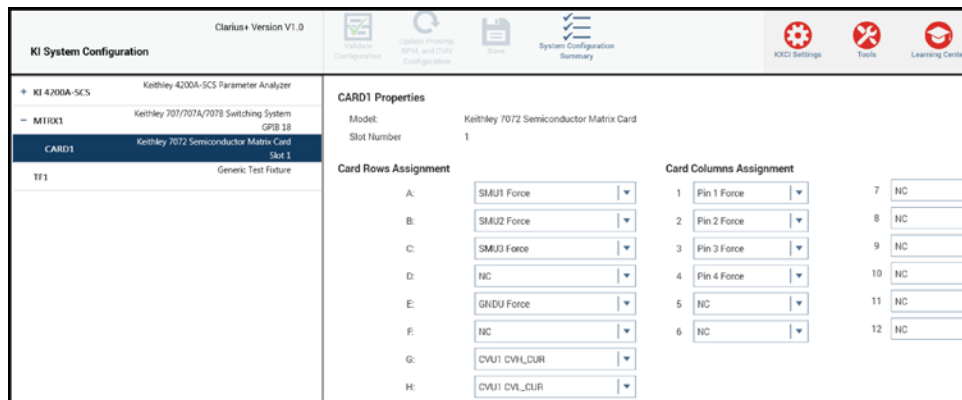 Clarius+ Version V1.0
KI System Configuration
Validate Configuration
Update Preamp, RPM, and CVIV Configuration
Save
System Configuration Summary
KXCI Settings
Tools
Learning Cente
+ KI 4200A-SCS Keithley 4200A-SCS Parameter Analyzer
− MTRX1 Keithley 707/707A/707B Switching System
GPIB 18
CARD1 Keithley 7072 Semiconductor Matrix Card
Slot 1
TF1 Generic Test Fixture
CARD1 Properties
Model: Keithley 7072 Semiconductor Matrix Card
Slot Number 1
Card Rows Assignment
A: SMU1 Force
B: SMU2 Force
C: SMU3 Force
D: NC
E: GNDU Force
F: NC
G: CVU1 CVH_CUR
H: CVU1 CVL_CUR
Card Columns Assignment
1 Pin 1 Force
2 Pin 2 Force
3 Pin 3 Force
4 Pin 4 Force
5 NC
6 NC
7 NC
8 NC
9 NC
10 NC
11 NC
12 NC